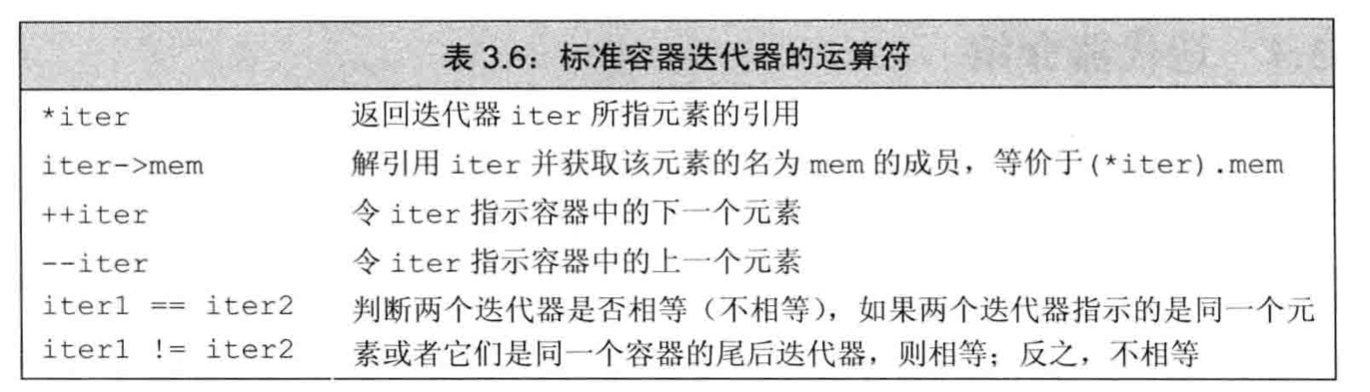 表 3.6：标准容器迭代器的运算符
*iter 返回迭代器 iter 所指元素的引用
iter->mem 解引用 iter 并获取该元素的名为 mem 的成员，等价于(*iter).mem
++iter 令 iter 指示容器中的下一个元素
--iter 令 iter 指示容器中的上一个元素
iter1 == iter2 判断两个迭代器是否相等（不相等），如果两个迭代器指示的是同一个元
iter1 != iter2 素或者它们是同一个容器的尾后迭代器，则相等；反之，不相等